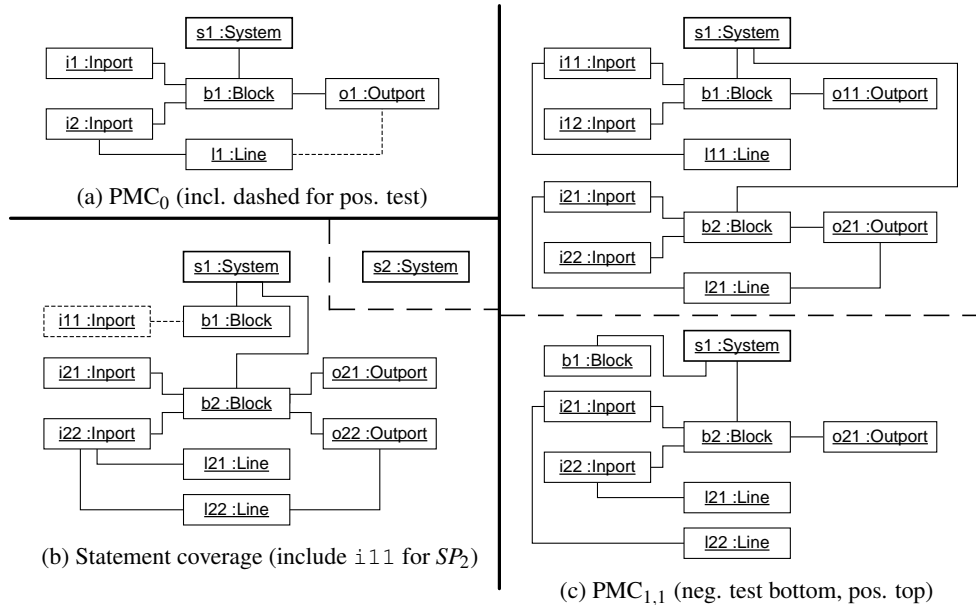 s1 :System
i1 :Inport
b1 :Block
o1 :Outport
i2 :Inport
l1 :Line
(a) PMC0 (incl. dashed for pos. test)
s1 :System
s2 :System
i11 :Inport
b1 :Block
i21 :Inport
o21 :Outport
b2 :Block
i22 :Inport
o22 :Outport
l21 :Line
l22 :Line
(b) Statement coverage (include i11 for SP2)
s1 :System
i11 :Inport
b1 :Block
o11 :Outport
i12 :Inport
l11 :Line
i21 :Inport
b2 :Block
o21 :Outport
i22 :Inport
l21 :Line
b1 :Block
s1 :System
i21 :Inport
b2 :Block
o21 :Outport
i22 :Inport
l21 :Line
l22 :Line
(c) PMC1,1 (neg. test bottom, pos. top)